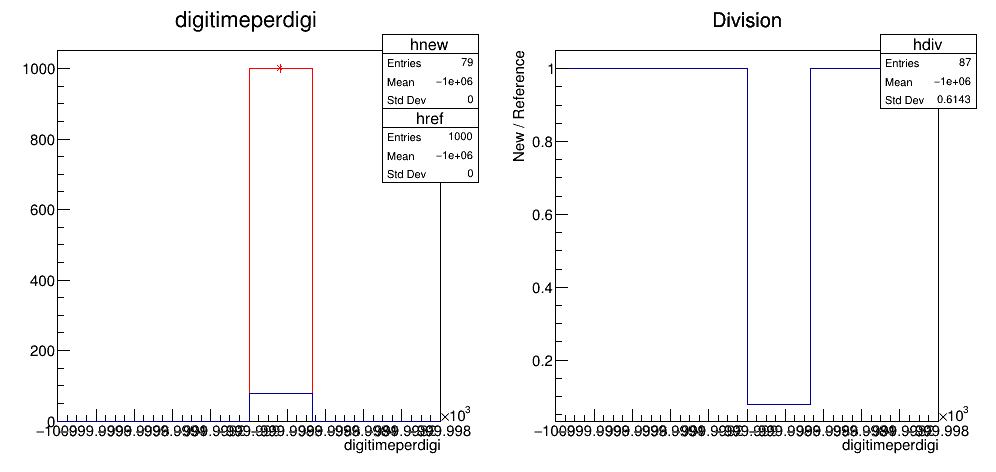 digitimeperdigi
hnew
Entries 79
Mean −1e+06
Std Dev 0
href
Entries 1000
Mean −1e+06
Std Dev 0
1000
800
600
400
200
0
×10³
digitimeperdigi
Division
hdiv
Entries 8
Mean −1e+06
Std Dev 0.6143
New / Reference
1
0.8
0.6
0.4
0.2
×10³
digitimeperdigi